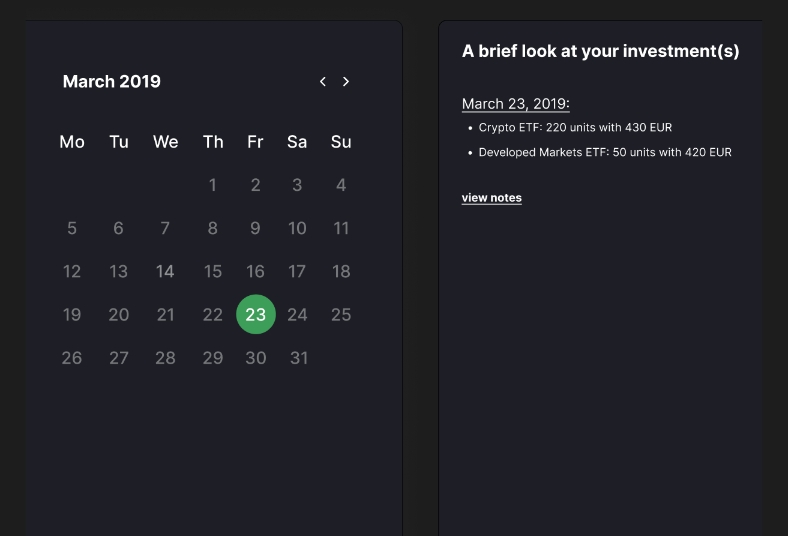 March 2019
Mo Tu We Th Fr Sa Su
1 2 3 4
5 6 7 8 9 10 11
12 13 14 15 16 17 18
19 20 21 22 23 24 25
26 27 28 29 30 31
A brief look at your investment(s)
March 23, 2019:
• Crypto ETF: 220 units with 430 EUR
• Developed Markets ETF: 50 units with 420 EUR
view notes